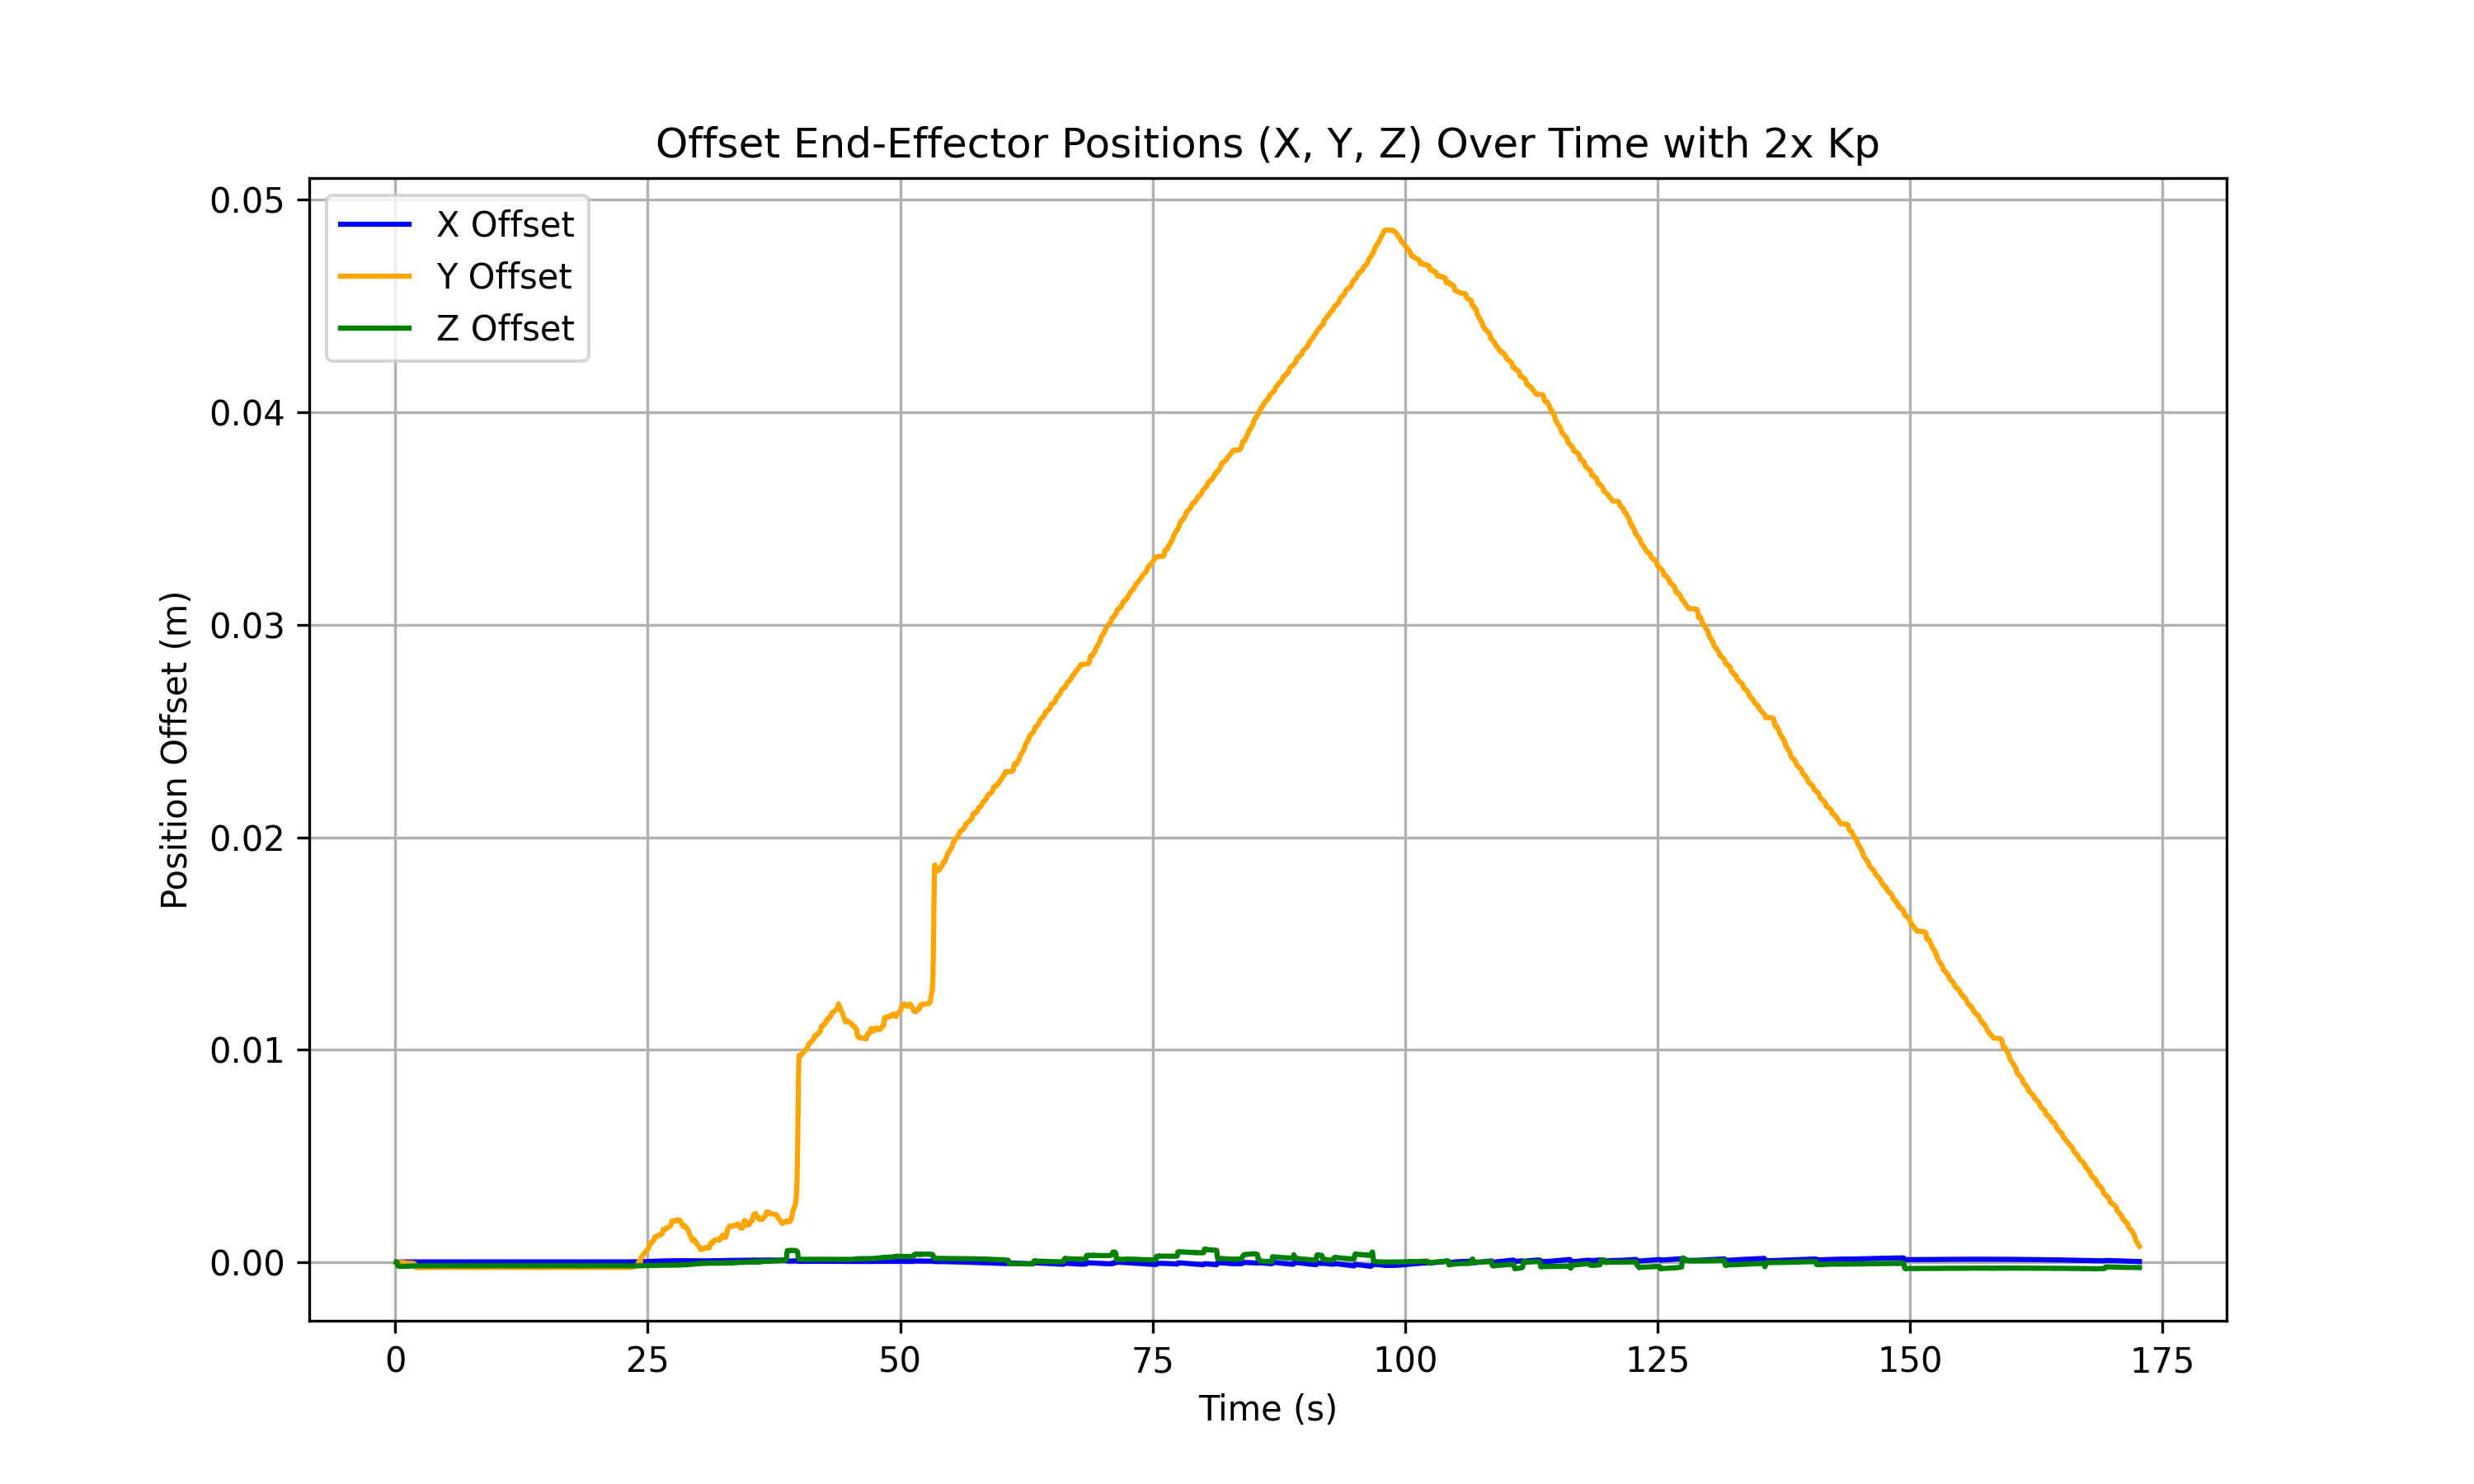 Offset End-Effector Positions (X, Y, Z) Over Time with 2x Kp
X Offset
Y Offset
Z Offset
Position Offset (m)
0.05
0.04
0.03
0.02
0.01
0.00
0 25 50 75 100 125 150 175
Time (s)